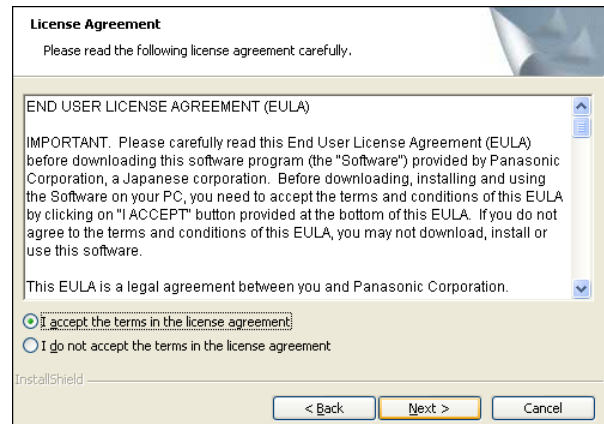 License Agreement
Please read the following license agreement carefully.
END USER LICENSE AGREEMENT (EULA)
IMPORTANT.  Please carefully read this End User License Agreement (EULA)
before downloading this software program (the "Software") provided by Panasonic
Corporation, a Japanese corporation.  Before downloading, installing and using
the Software on your PC, you need to accept the terms and conditions of this EULA
by clicking on "I ACCEPT" button provided at the bottom of this EULA.  If you do not
agree to the terms and conditions of this EULA, you may not download, install or
use this software.
This EULA is a legal agreement between you and Panasonic Corporation.
I accept the terms in the license agreement
I do not accept the terms in the license agreement
InstallShield
< Back
Next >
Cancel